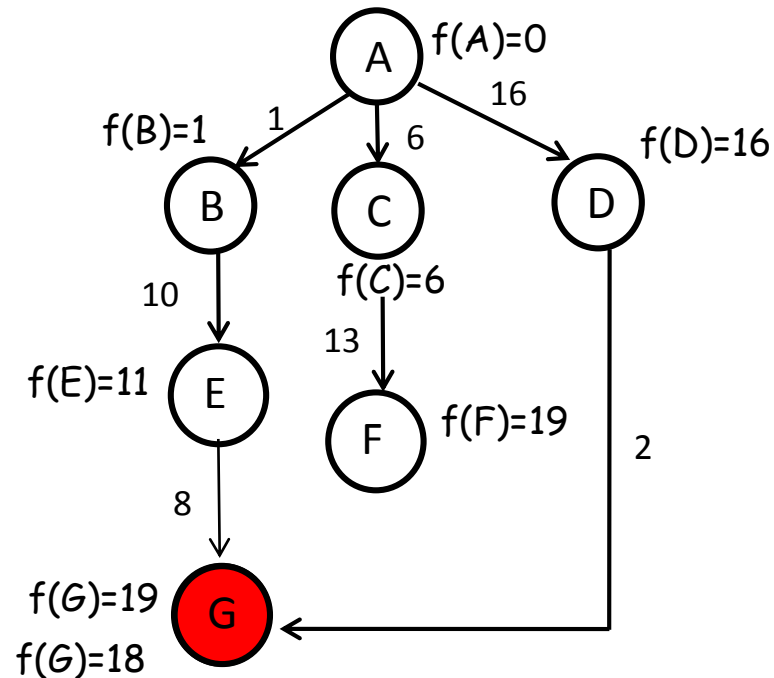 A
f(A)=0
16
1
f(B)=1
6
f(D)=16
B
C
D
f(C)=6
10
13
f(E)=11
E
F
f(F)=19
2
8
f(G)=19
G
f(G)=18